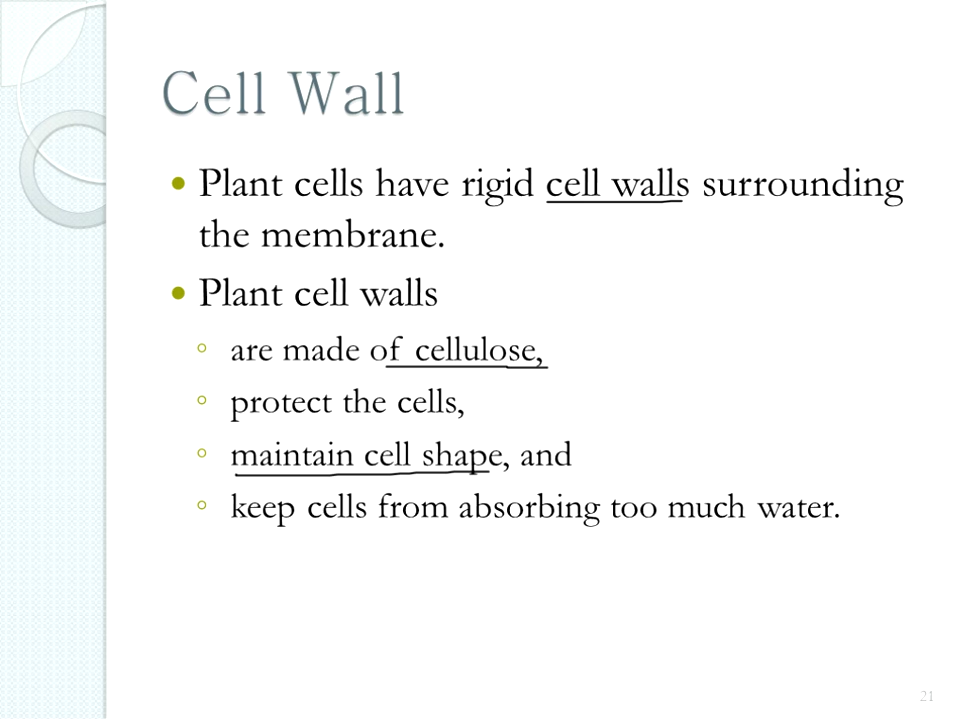 Cell Wall
• Plant cells have rigid cell walls surrounding
the membrane.
• Plant cell walls
◦ are made of cellulose,
◦ protect the cells,
◦ maintain cell shape, and
◦ keep cells from absorbing too much water.
21